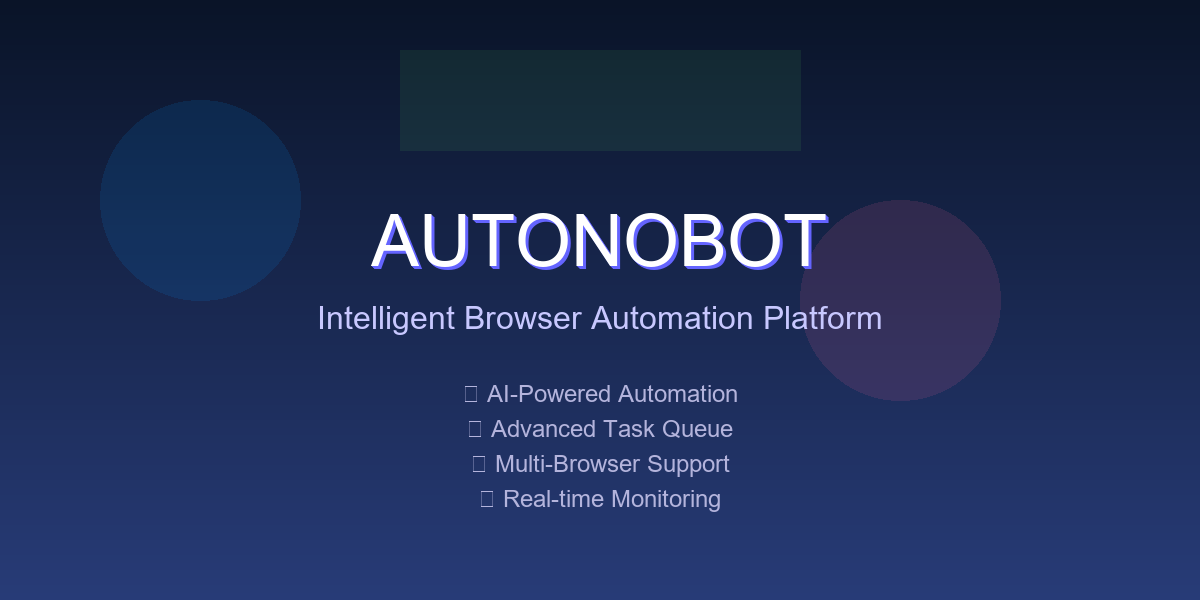 AUTONOBOT
Intelligent Browser Automation Platform
▯ AI-Powered Automation
▯ Advanced Task Queue
▯ Multi-Browser Support
▯ Real-time Monitoring